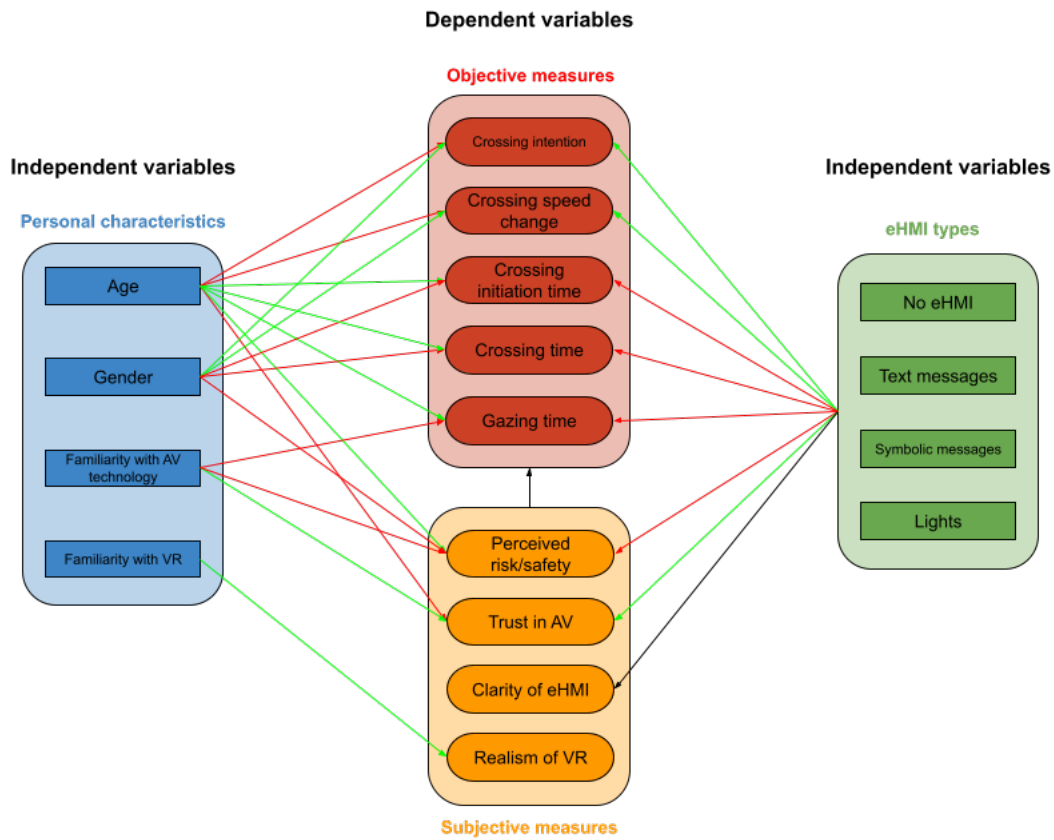 Dependent variables
Objective measures
Crossing intention
Crossing speed
change
Crossing
initiation time
Crossing time
Gazing time
Independent variables
Personal characteristics
Age
Gender
Familiarity with AV
technology
Familiarity with VR
Independent variables
eHMI types
No eHMI
Text messages
Symbolic messages
Lights
Perceived
risk/safety
Trust in AV
Clarity of eHMI
Realism of VR
Subjective measures